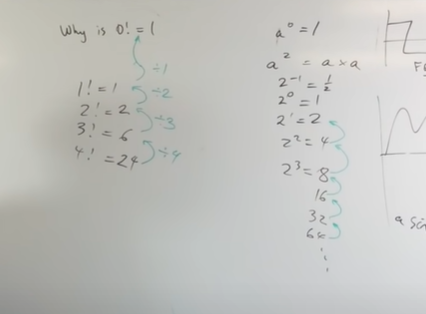 Why is 0! = 1
÷1
1! = 1
÷2
2! = 2
÷3
3! = 6
÷4
4! = 24
a⁰ = 1
a² = a × a
2⁻¹ = ½
2⁰ = 1
2¹ = 2
2² = 4
2³ = 8
16
32
64
⋮